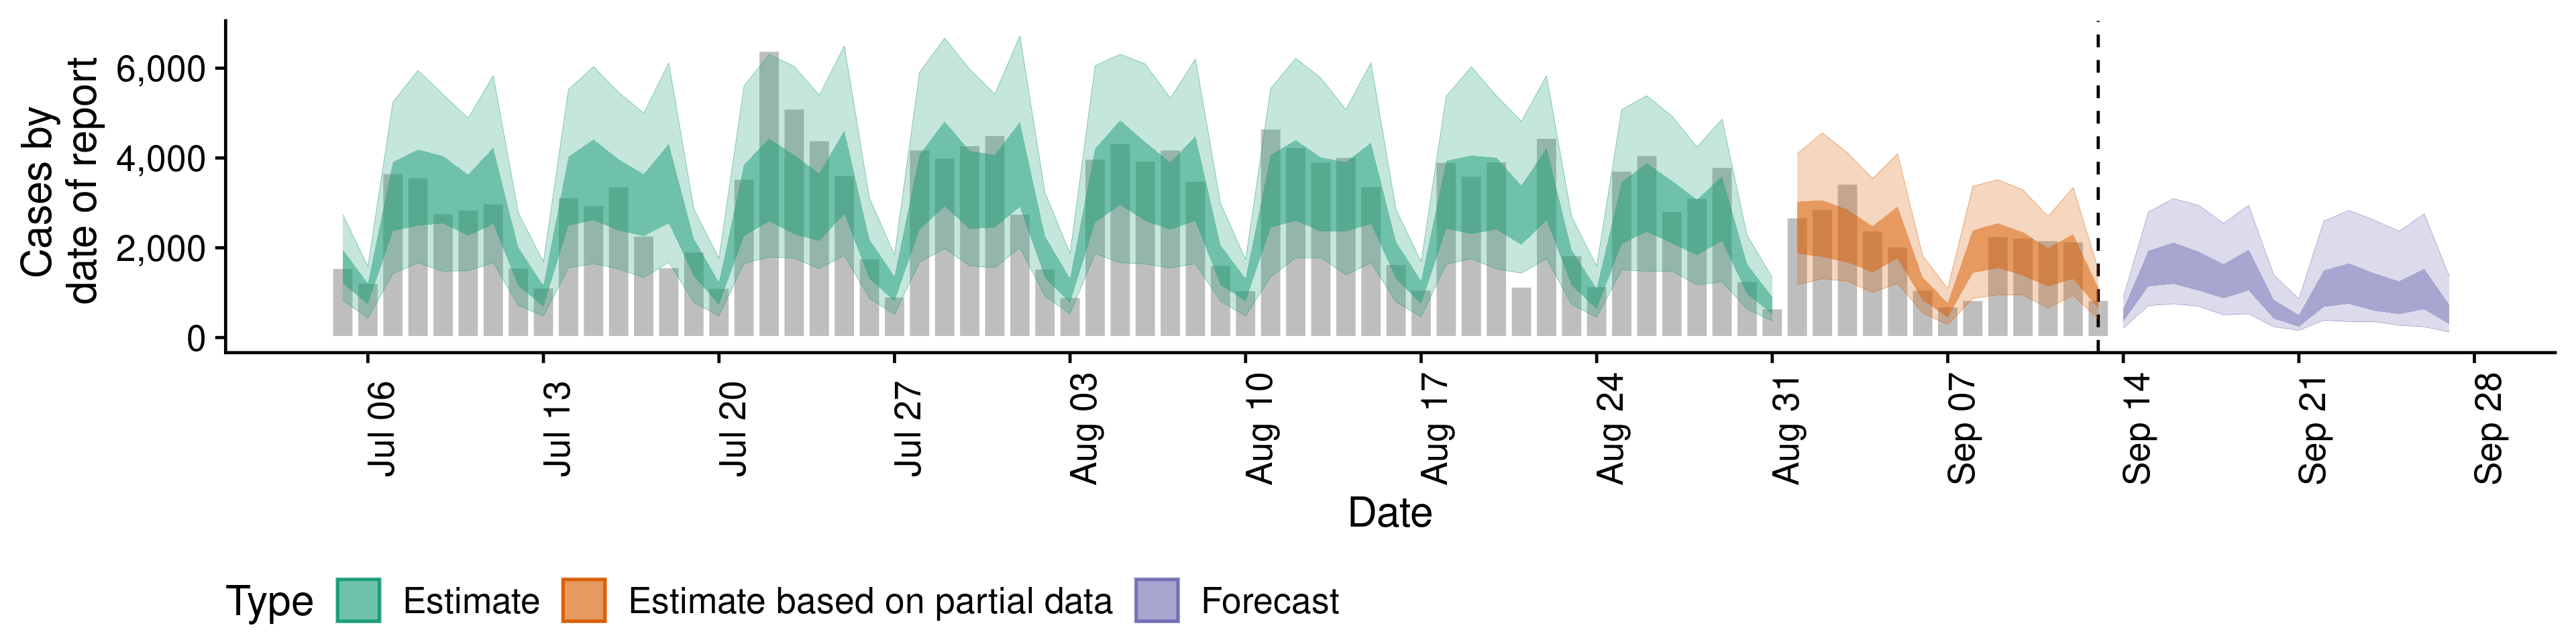 Cases by
date of report
6,000
4,000
2,000
0
Jul 06
Jul 13
Jul 20
Jul 27
Aug 03
Aug 10
Aug 17
Aug 24
Aug 31
Sep 07
Sep 14
Sep 21
Sep 28
Date
Type Estimate Estimate based on partial data Forecast